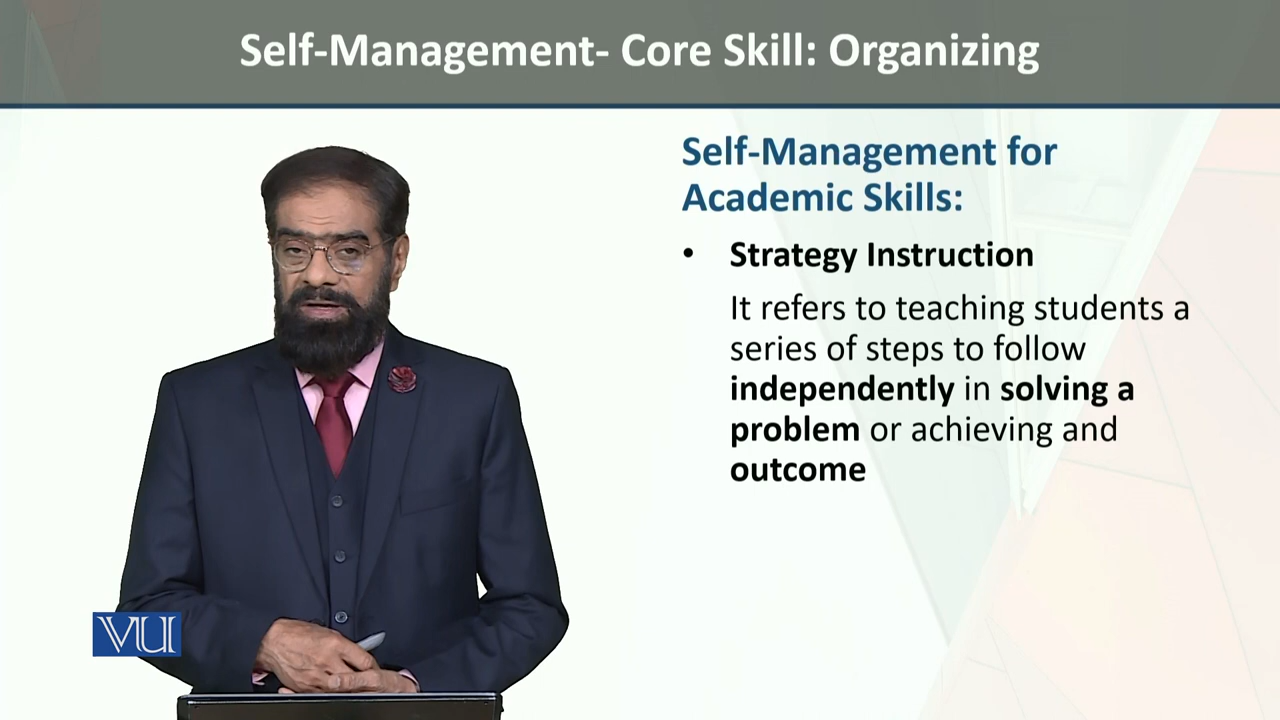 Self-Management- Core Skill: Organizing
Self-Management for
Academic Skills:
• Strategy Instruction
It refers to teaching students a
series of steps to follow
independently in solving a
problem or achieving and
outcome
VU